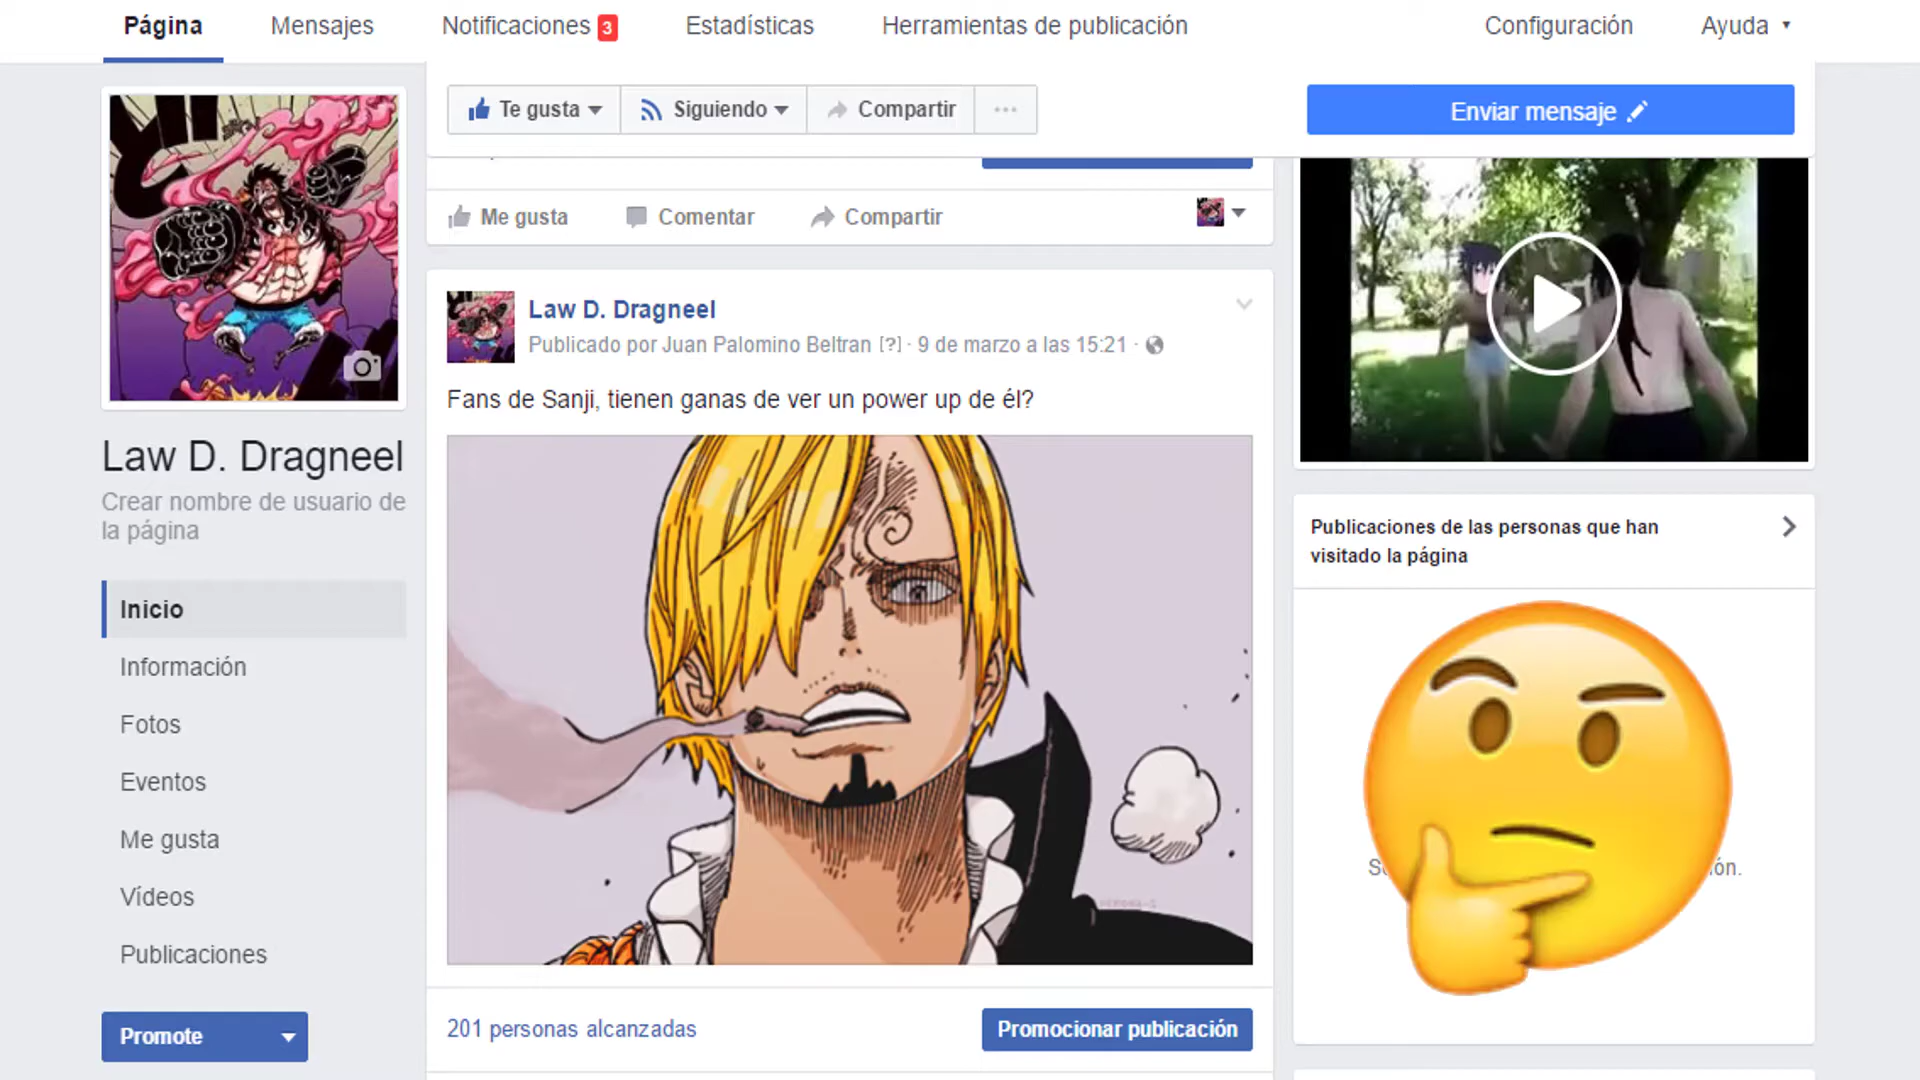 Página
Mensajes
Notificaciones 3
Estadísticas
Herramientas de publicación
Configuración
Ayuda
Te gusta
Siguiendo
Compartir
Enviar mensaje
Me gusta
Comentar
Compartir
Law D. Dragneel
Crear nombre de usuario de
la página
Inicio
Información
Fotos
Eventos
Me gusta
Vídeos
Publicaciones
Promote
Law D. Dragneel
Publicado por Juan Palomino Beltran [?] · 9 de marzo a las 15:21 ·
Fans de Sanji, tienen ganas de ver un power up de él?
201 personas alcanzadas
Promocionar publicación
Publicaciones de las personas que han
visitado la página